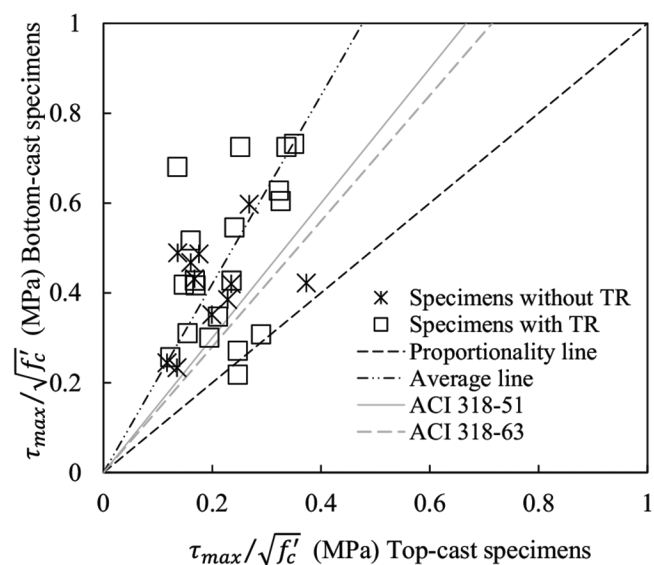 1
0.8
0.6
0.4
0.2
0
0 0.2 0.4 0.6 0.8 1
τmax/√f′c (MPa) Bottom-cast specimens
Specimens without TR
Specimens with TR
Proportionality line
Average line
ACI 318-51
ACI 318-63
τmax/√f′c (MPa) Top-cast specimens